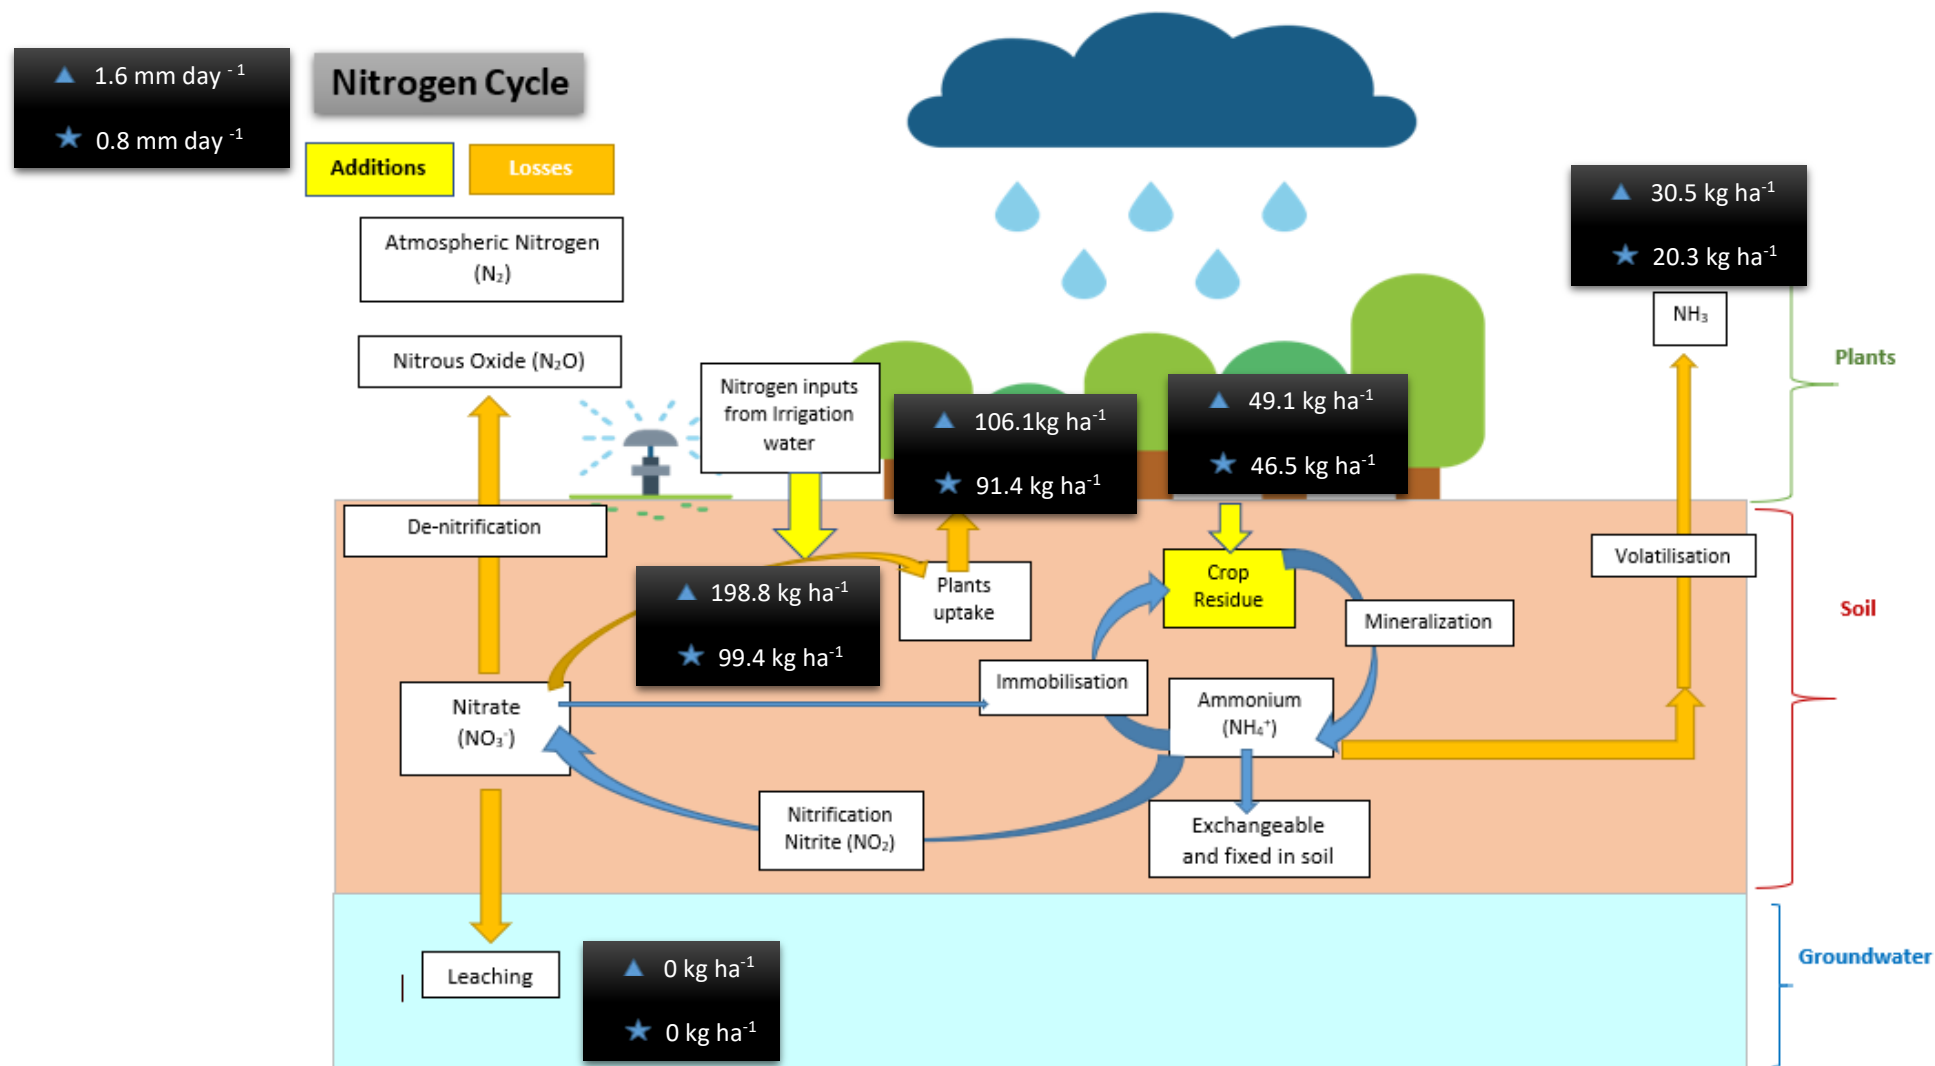 ▲ 1.6 mm day ⁻¹
★ 0.8 mm day ⁻¹
Nitrogen Cycle
Additions
Losses
Atmospheric Nitrogen
(N₂)
Nitrous Oxide (N₂O)
▲ 30.5 kg ha⁻¹
★ 20.3 kg ha⁻¹
NH₃
Plants
Nitrogen inputs
from Irrigation
water
▲ 106.1kg ha⁻¹
★ 91.4 kg ha⁻¹
▲ 49.1 kg ha⁻¹
★ 46.5 kg ha⁻¹
De-nitrification
Volatilisation
Plants
uptake
Crop
Residue
▲ 198.8 kg ha⁻¹
★ 99.4 kg ha⁻¹
Mineralization
Soil
Immobilisation
Nitrate
(NO₃⁻)
Ammonium
(NH₄⁺)
Nitrification
Nitrite (NO₂)
Exchangeable
and fixed in soil
Leaching
▲ 0 kg ha⁻¹
★ 0 kg ha⁻¹
Groundwater